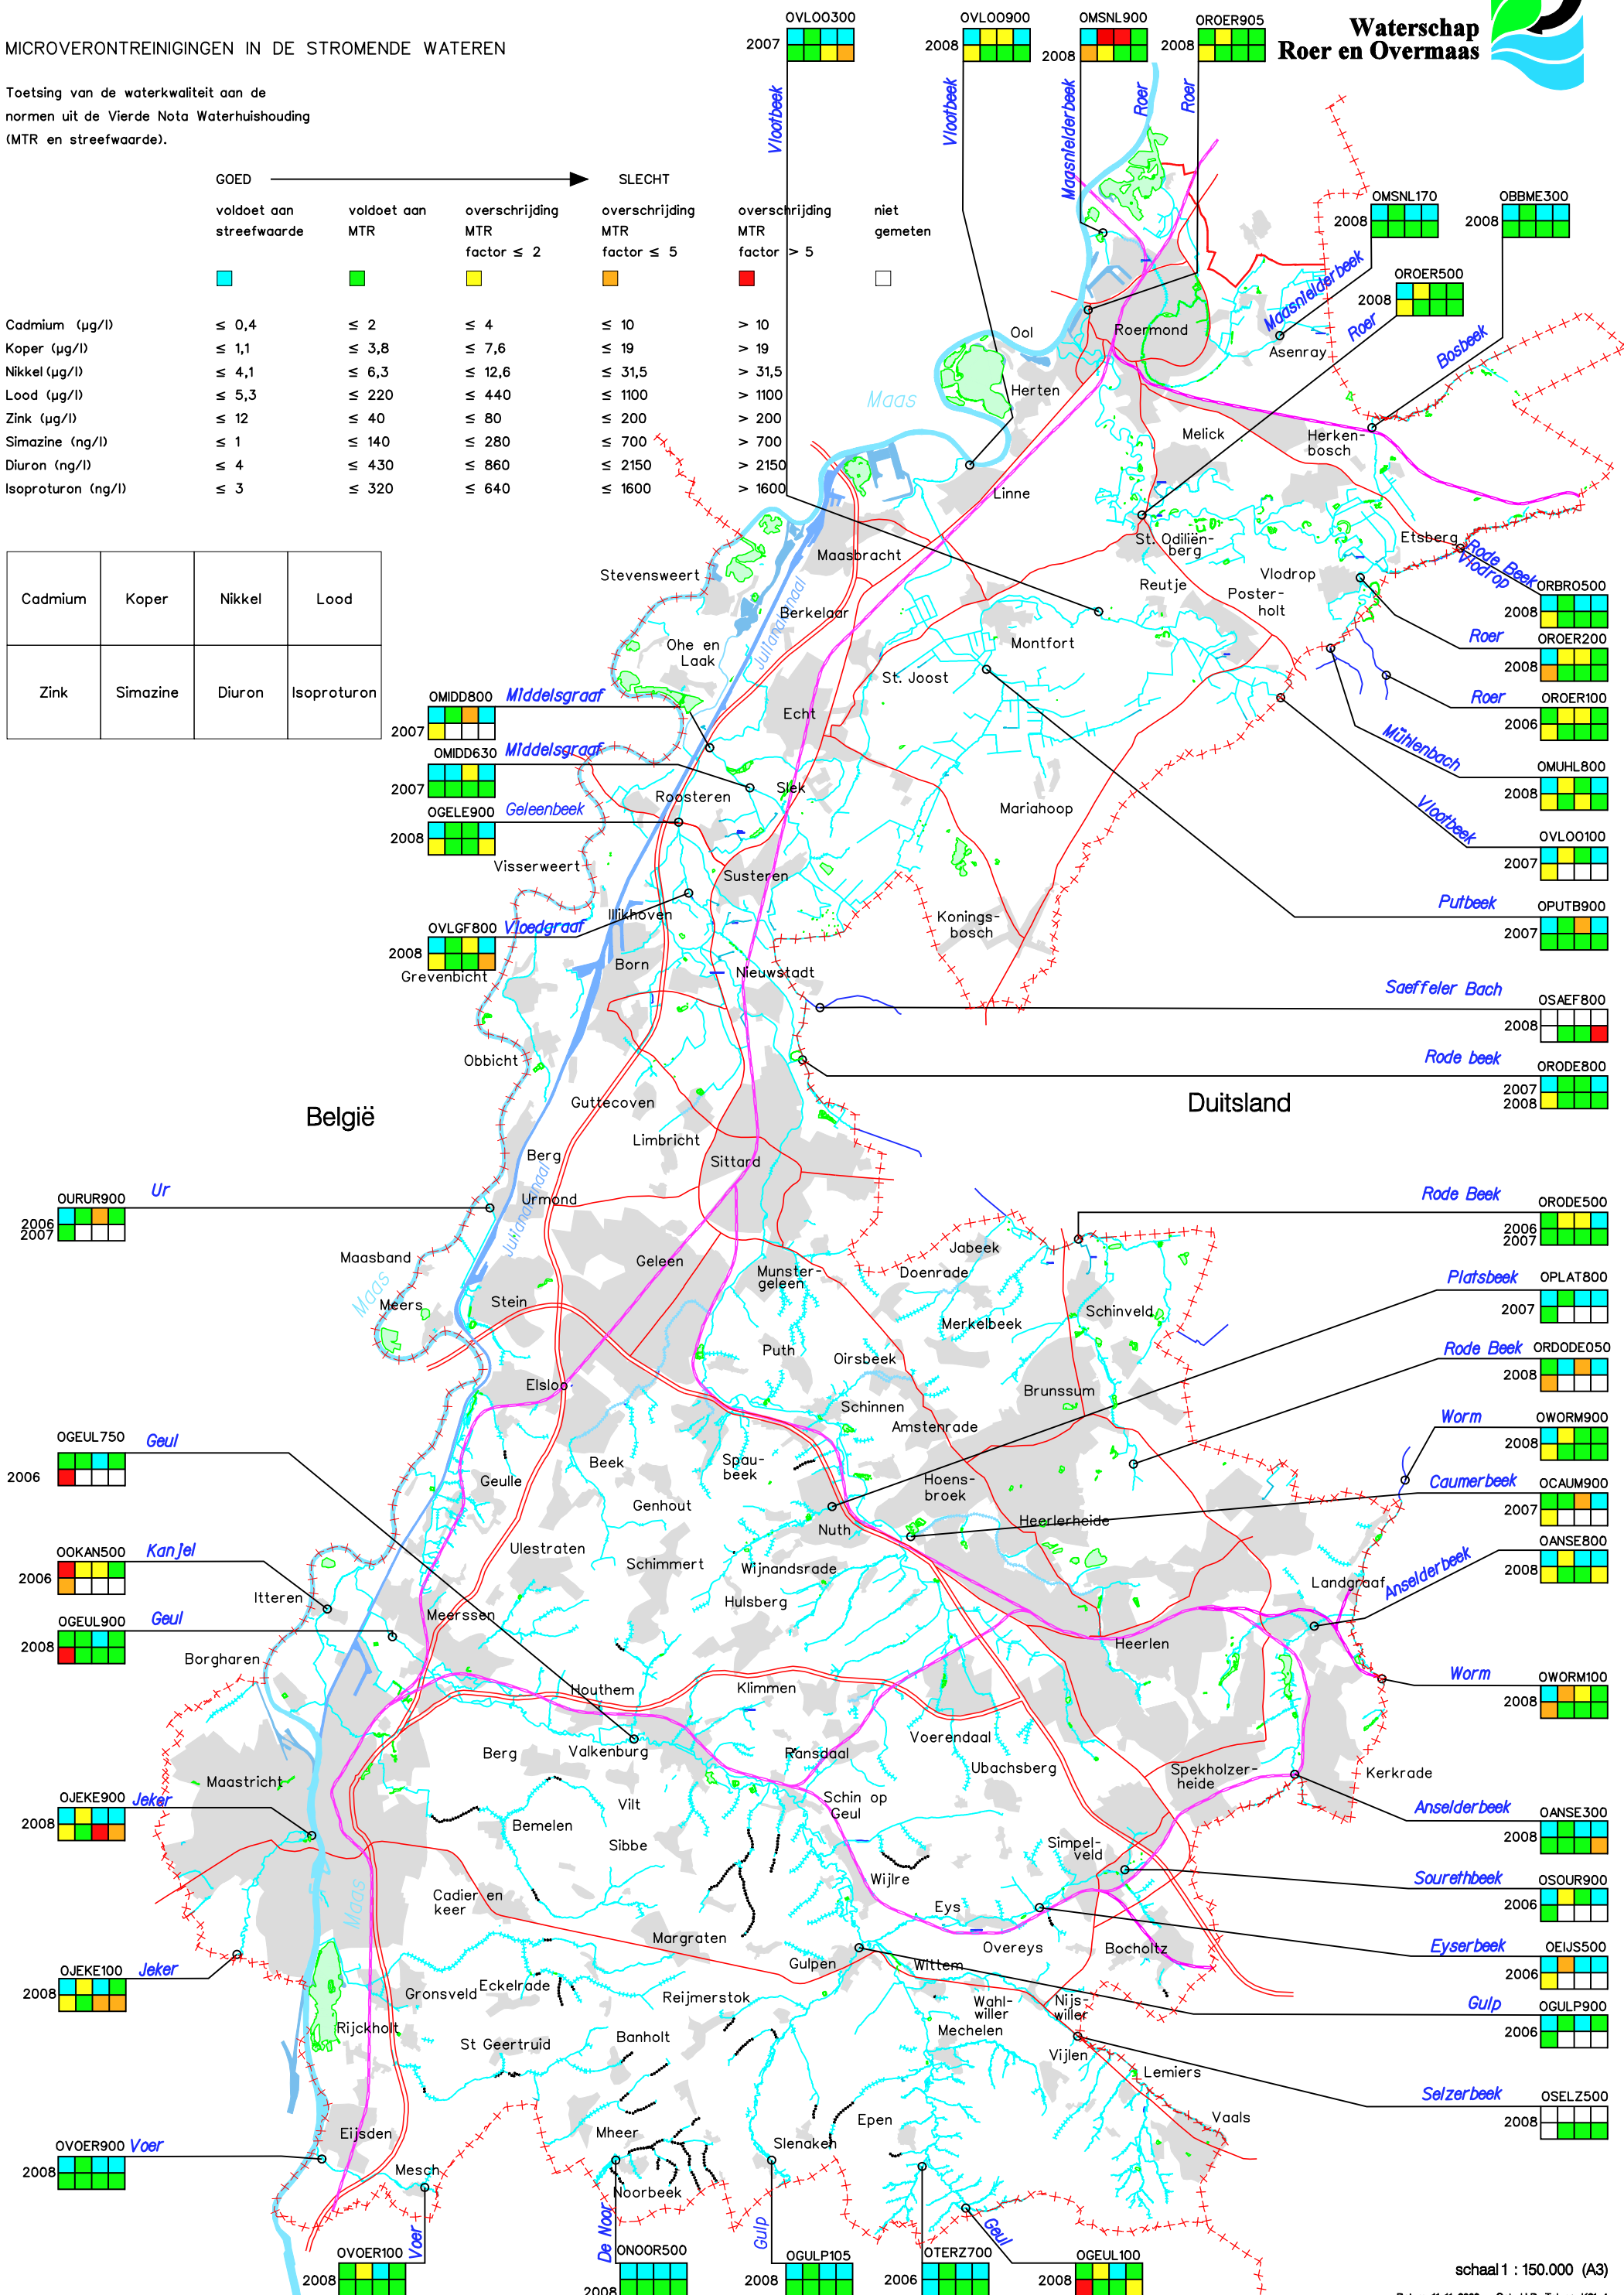 MICROVERONTREINIGINGEN IN DE STROMENDE WATEREN
Toetsing van de waterkwaliteit aan de
normen uit de Vierde Nota Waterhuishouding
(MTR en streefwaarde).
Waterschap
Roer en Overmaas
GOED SLECHT
voldoet aan streefwaarde
voldoet aan MTR
overschrijding MTR factor ≤ 2
overschrijding MTR factor ≤ 5
overschrijding MTR factor > 5
niet gemeten
Cadmium (µg/l) ≤ 0,4 ≤ 2 ≤ 4 ≤ 10 > 10
Koper (µg/l) ≤ 1,1 ≤ 3,8 ≤ 7,6 ≤ 19 > 19
Nikkel (µg/l) ≤ 4,1 ≤ 6,3 ≤ 12,6 ≤ 31,5 > 31,5
Lood (µg/l) ≤ 5,3 ≤ 220 ≤ 440 ≤ 1100 > 1100
Zink (µg/l) ≤ 12 ≤ 40 ≤ 80 ≤ 200 > 200
Simazine (ng/l) ≤ 1 ≤ 140 ≤ 280 ≤ 700 > 700
Diuron (ng/l) ≤ 4 ≤ 430 ≤ 860 ≤ 2150 > 2150
Isoproturon (ng/l) ≤ 3 ≤ 320 ≤ 640 ≤ 1600 > 1600
Cadmium Koper Nikkel Lood
Zink Simazine Diuron Isoproturon
OVLOO300
2007
Vlootbeek
OVLOO900
2008
Vlootbeek
OMSNL900
2008
Maasnielderbeek
Roer
OROER905
2008
Roer
OMSNL170
2008
Maasnielderbeek
OBBME300
2008
Bosbeek
OROER500
2008
Roer
ORBRO500
2008
Rode Beek
Vlodrop
OROER200
2008
Roer
OROER100
2006
Roer
OMUHL800
2008
Mühlenbach
OVLOO100
2007
Vlootbeek
OPUTB900
2007
Putbeek
OSAEF800
2008
Saeffeler Bach
ORODE800
2007
2008
Rode beek
ORODE500
2006
2007
Rode Beek
OPLAT800
2007
Platsbeek
ORDODE050
2008
Rode Beek
OWORM900
2008
Worm
OCAUM900
2007
Caumerbeek
OANSE800
2008
Anselderbeek
OWORM100
2008
Worm
OANSE300
2008
Anselderbeek
OSOUR900
2006
Sourethbeek
OEIJS500
2006
Eyserbeek
OGULP900
2006
Gulp
OSELZ500
2008
Selzerbeek
OMIDD800
2007
Middelsgraaf
OMIDD630
2007
Middelsgraaf
OGELE900
2008
Geleenbeek
OVLGF800
2008
Vloedgraaf
OURUR900
2006
2007
Ur
OGEUL750
2006
Geul
OOKAN500
2006
Kanjel
OGEUL900
2008
Geul
OJEKE900
2008
Jeker
OJEKE100
2008
Jeker
OVOER900
2008
Voer
OVOER100
2008
Voer
ONOOR500
2008
De Noor
OGULP105
2008
Gulp
OTERZ700
2006
OGEUL100
2008
Geul
België
Duitsland
Maas
Maas
Maas
Julianakanaal
Julianakanaal
Roermond
Ool
Herten
Asenray
Melick
Herken-
bosch
Linne
Maasbracht
St. Odiliën-
berg
Etsberg
Stevensweert
Reutje
Vlodrop
Poster-
holt
Berkelaar
Ohe en
Laak
Montfort
St. Joost
Echt
Slek
Roosteren
Mariahoop
Visserweert
Susteren
Illikhoven
Konings-
bosch
Born
Nieuwstadt
Grevenbicht
Obbicht
Guttecoven
Limbricht
Berg
Sittard
Urmond
Maasband
Geleen
Munster-
geleen
Jabeek
Doenrade
Meers
Stein
Merkelbeek
Schinveld
Puth
Oirsbeek
Elsloo
Brunssum
Schinnen
Amstenrade
Geulle
Beek
Spau-
beek
Hoens-
broek
Genhout
Nuth
Heerlerheide
Ulestraten
Schimmert
Wijnandsrade
Landgraaf
Itteren
Meerssen
Hulsberg
Heerlen
Borgharen
Houthem
Klimmen
Voerendaal
Berg
Valkenburg
Ransdaal
Ubachsberg
Spekholzer-
heide
Kerkrade
Maastricht
Vilt
Schin op
Geul
Bemelen
Sibbe
Simpel-
veld
Wijlre
Cadier en
keer
Eys
Margraten
Overeys
Bocholtz
Gulpen
Wittem
Eckelrade
Gronsveld
Reijmerstok
Wahl-
willer
Nijs-
willer
Rijckholt
St Geertruid
Banholt
Mechelen
Vijlen
Lemiers
Epen
Vaals
Eijsden
Mheer
Slenaken
Mesch
Noorbeek
schaal 1 : 150.000 (A3)